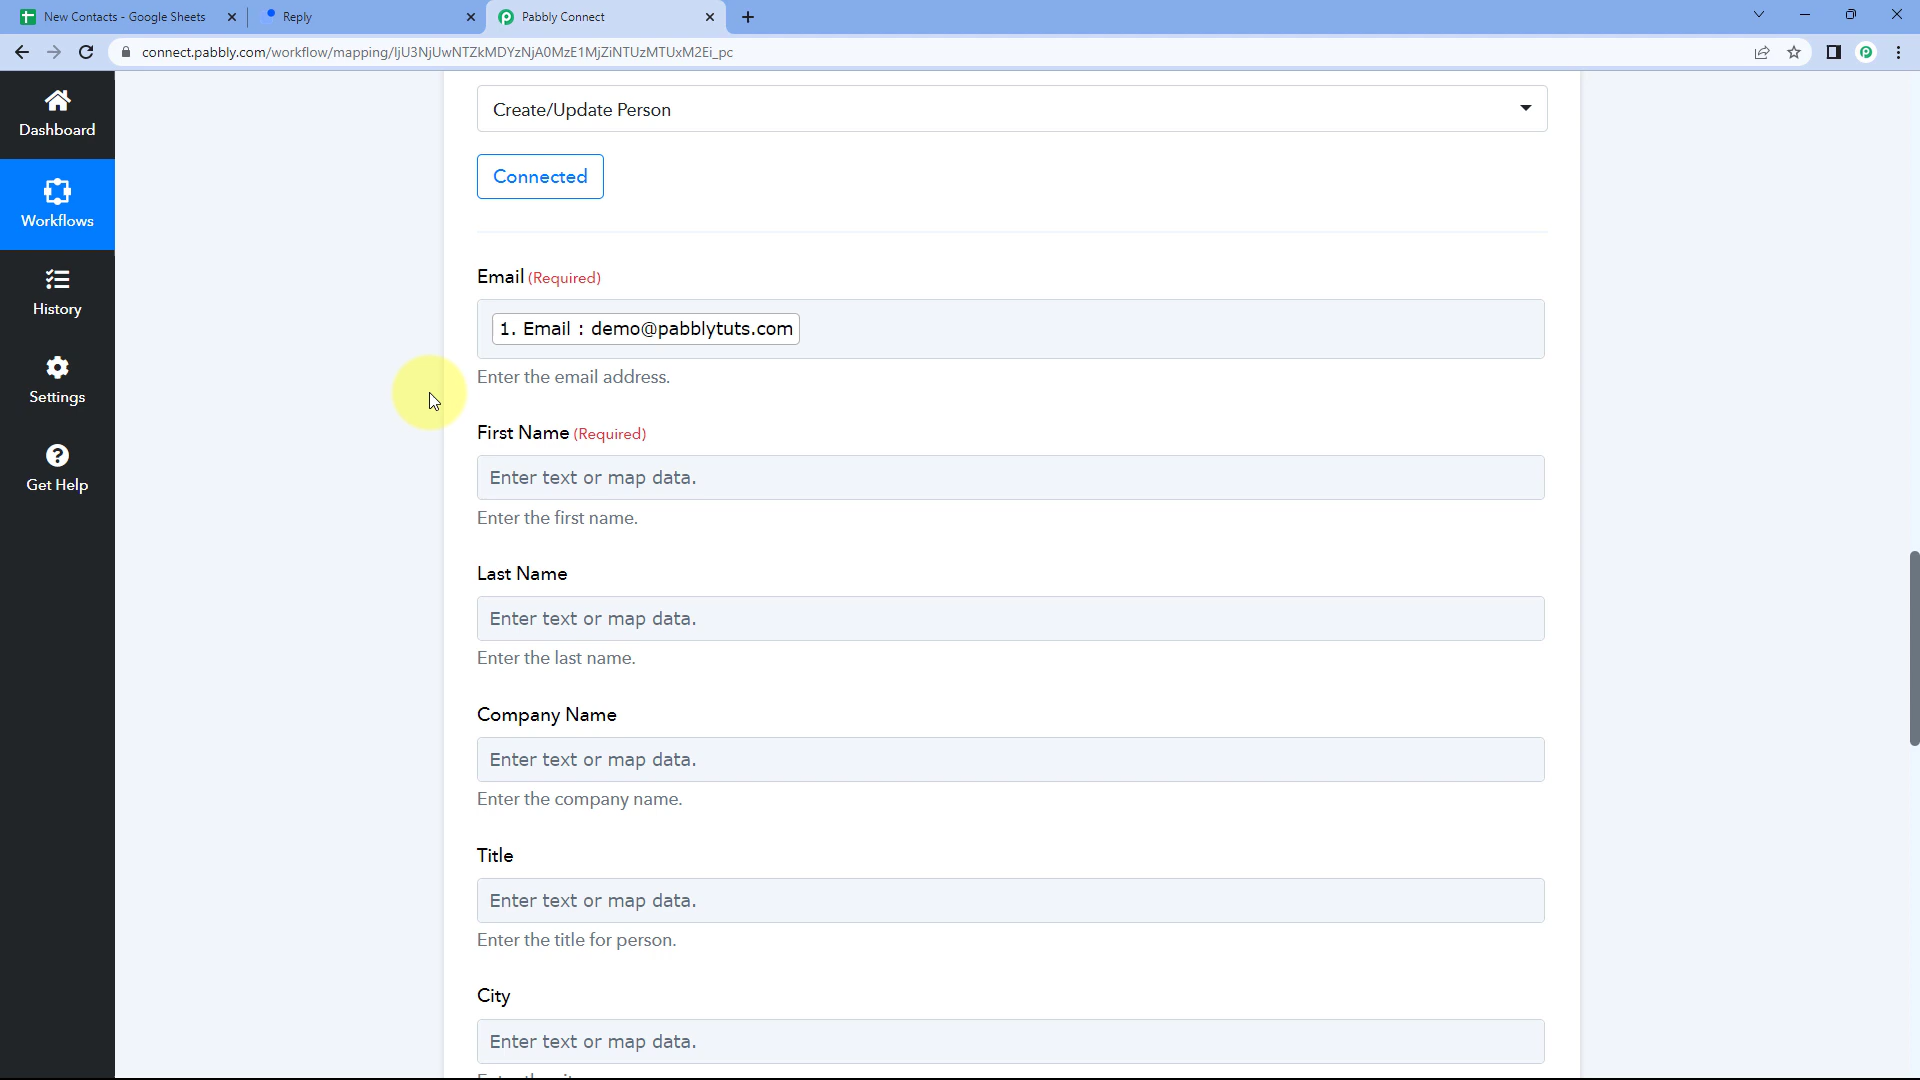 New Contacts - Google Sheets
Reply
Pabbly Connect
connect.pabbly.com/workflow/mapping/IjU3NjUwNTZkMDYzNjA0MzE1MjZiNTUzMTUxM2Ei_pc
Dashboard
Workflows
History
Settings
Get Help
Create/Update Person
Connected
Email (Required)
1. Email : demo@pabblytuts.com
Enter the email address.
First Name (Required)
Enter text or map data.
Enter the first name.
Last Name
Enter text or map data.
Enter the last name.
Company Name
Enter text or map data.
Enter the company name.
Title
Enter text or map data.
Enter the title for person.
City
Enter text or map data.